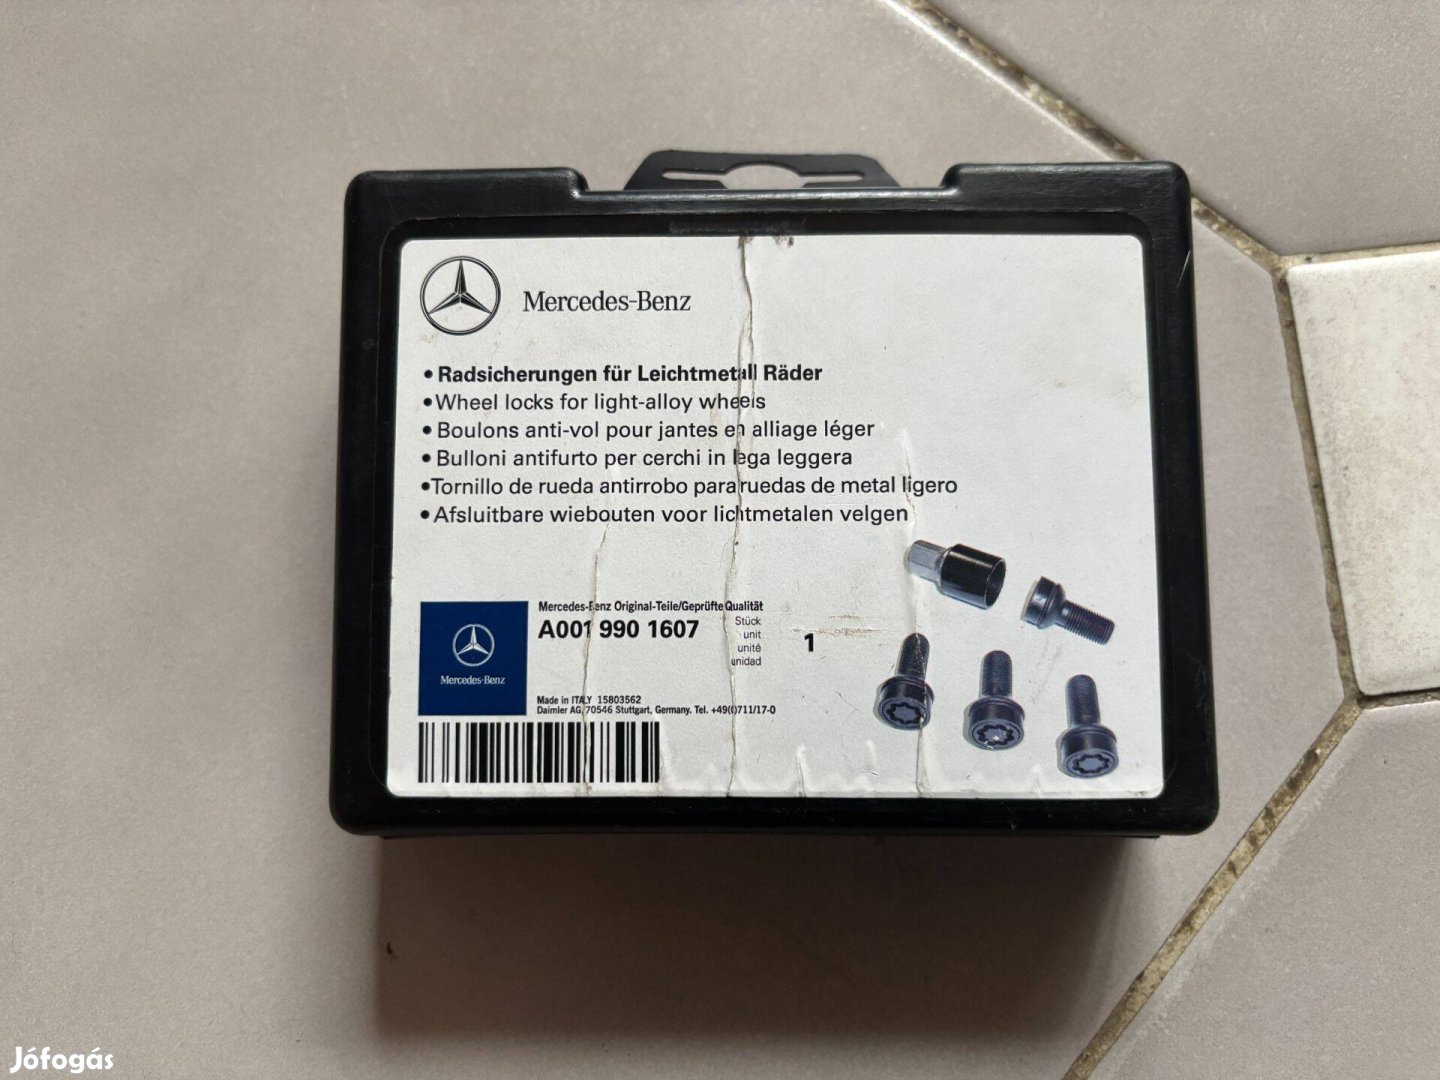 Mercedes-Benz
• Radsicherungen für Leichtmetall Räder
• Wheel locks for light-alloy wheels
• Boulons anti-vol pour jantes en alliage léger
• Bulloni antifurto per cerchi in lega leggera
• Tornillo de rueda antirrobo para ruedas de metal ligero
• Afsluitbare wiebouten voor lichtmetalen velgen
Mercedes-Benz Original-Teile/Geprüfte Qualität
A001 990 1607
Stück
unit
unité
unidad
1
Mercedes-Benz
Made in ITALY 15803562
Daimler AG, 70546 Stuttgart, Germany. Tel. +49(0)711/17-0
Jófogás